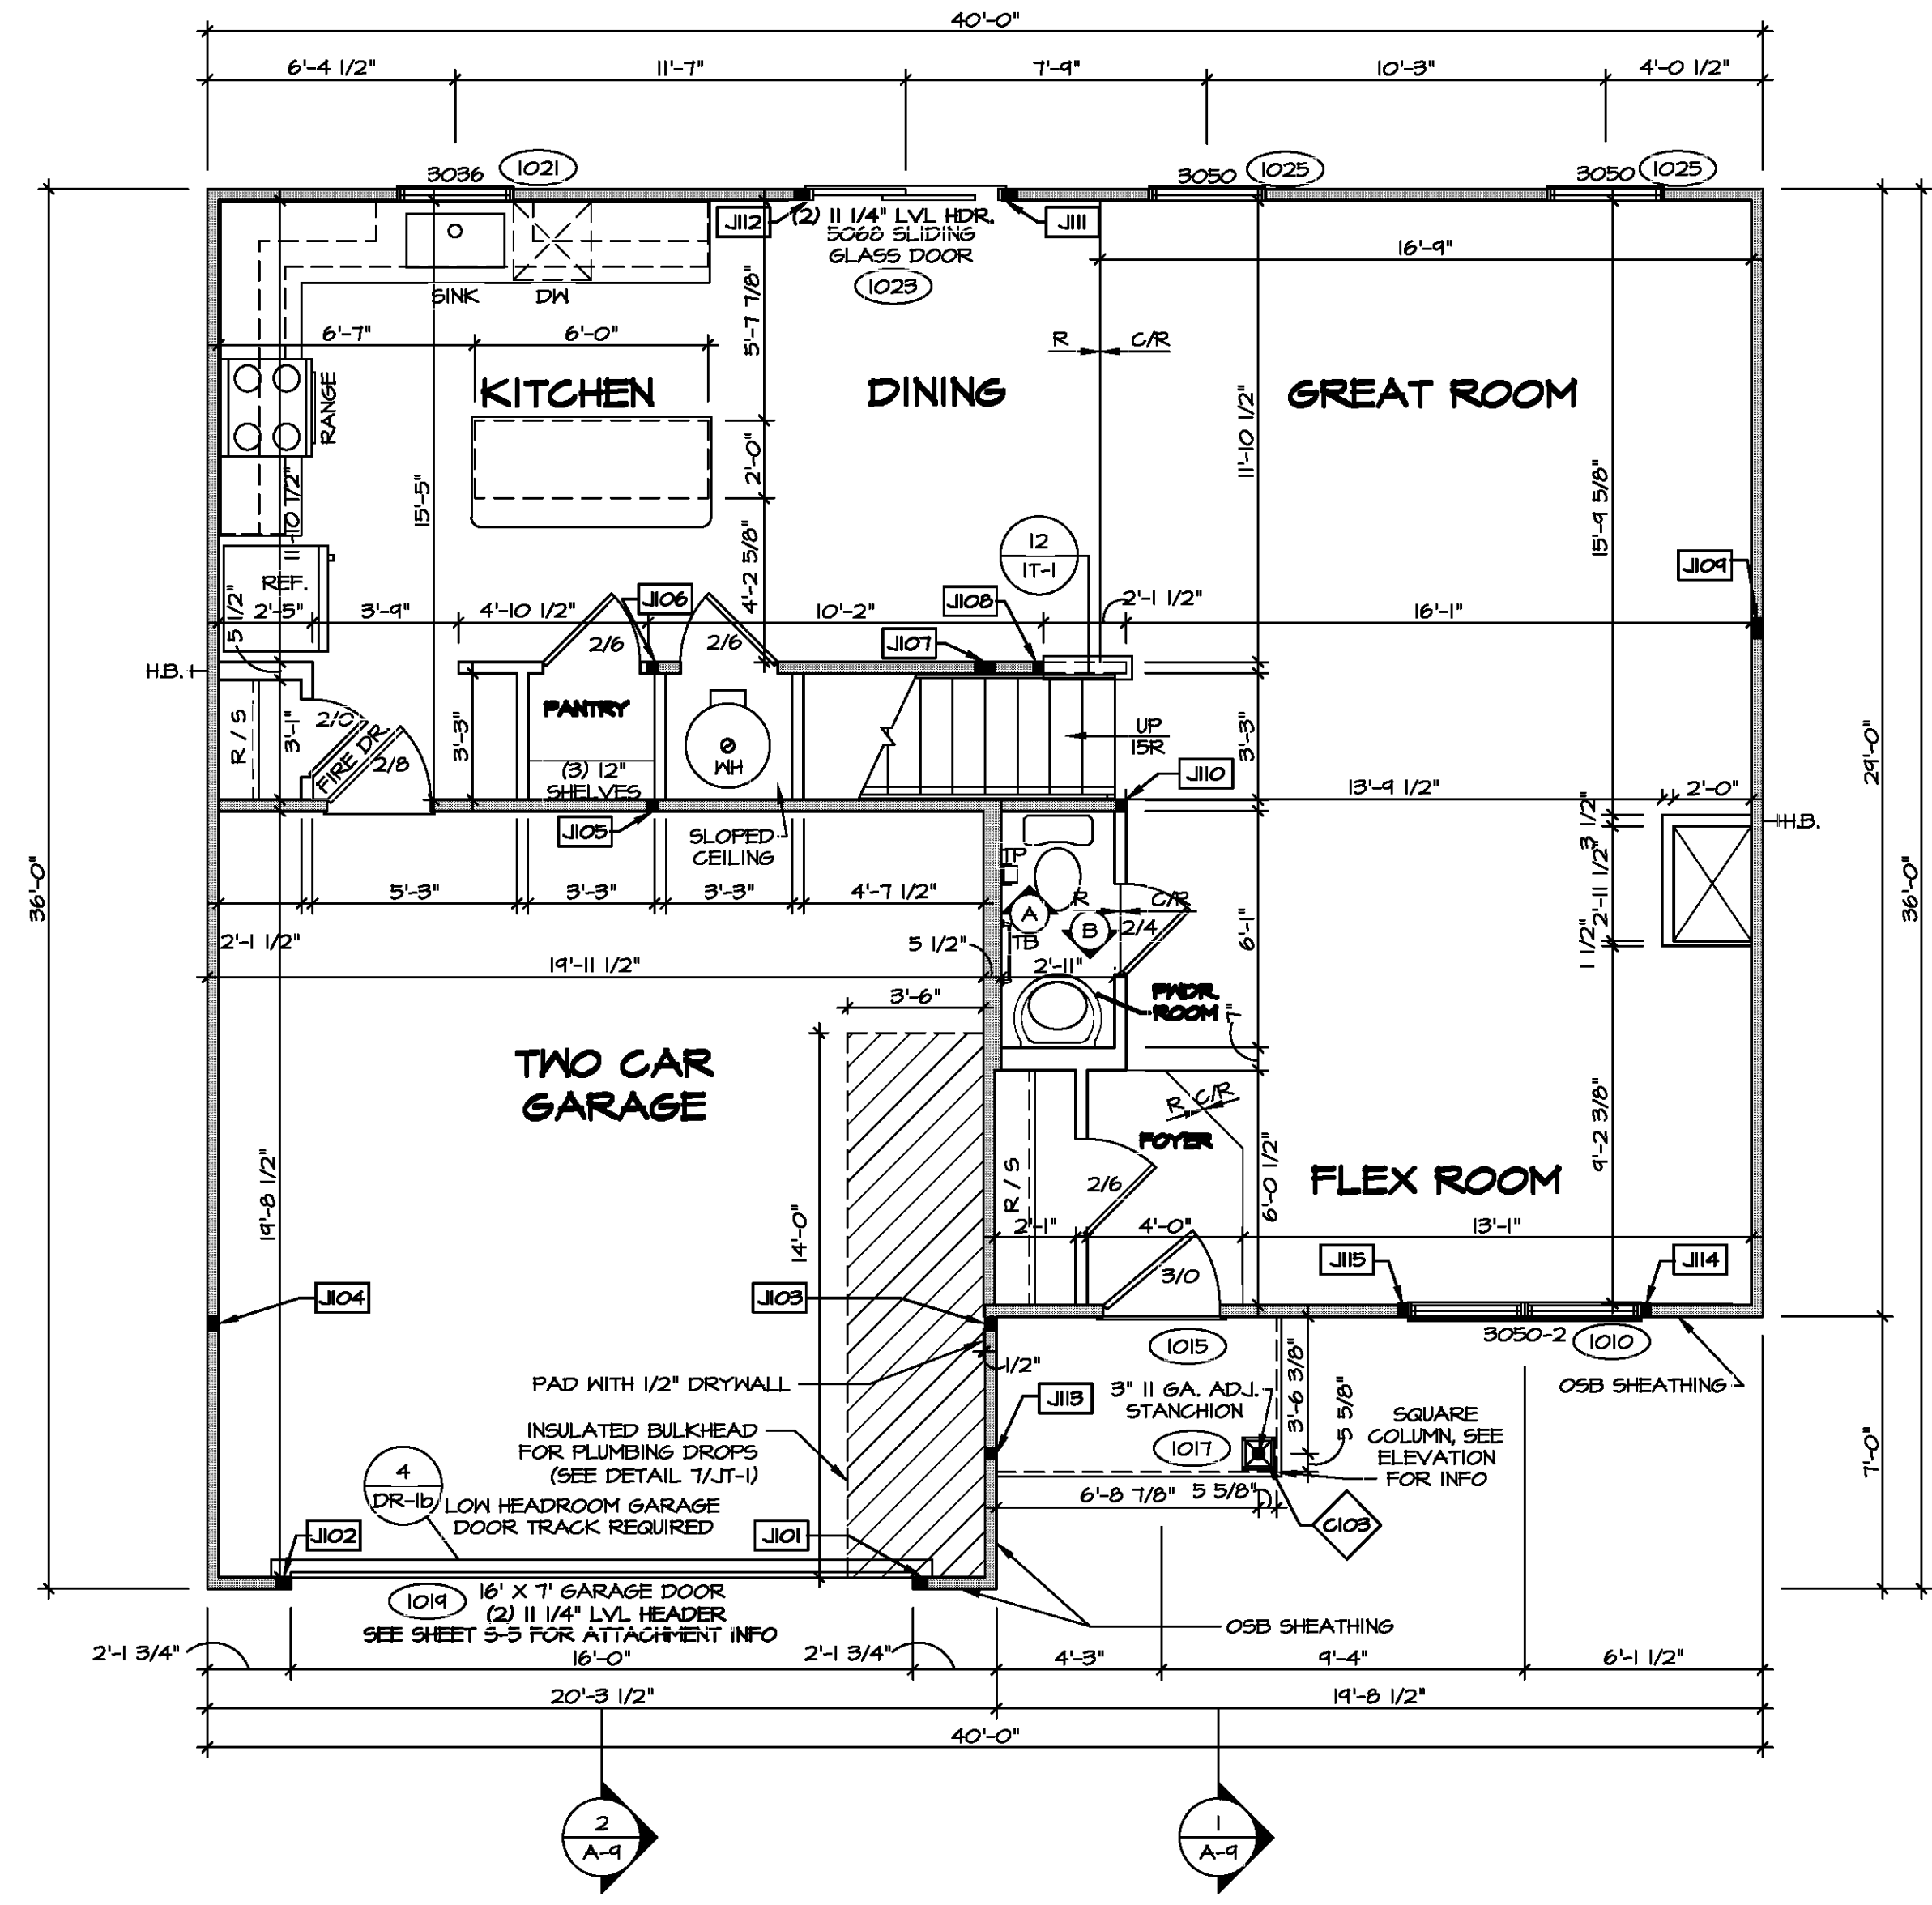 40'-0"
6'-4 1/2" 11'-7" 7'-9" 10'-3" 4'-0 1/2"
3036 1021
3050 1025
3050 1025
J112 (2) 11 1/4" LVL HDR. J111
5068 SLIDING
GLASS DOOR
1023
16'-9"
SINK DW
6'-7" 6'-0"
5'-7 7/8"
R C/R
RANGE
KITCHEN DINING GREAT ROOM
11'-10 1/2"
2'-0"
11'-10 1/2"
15'-5"
15'-9 5/8"
4'-2 5/8"
12
1T-1
J109
REF.
5 1/2"
2'-5" 3'-9" 4'-10 1/2" J106 10'-2" J108 2'-1 1/2" 16'-1"
2/6 2/6 J107
H.B.
R / S
3'-1"
2/0
FIRE DR.
2/8
3'-3"
PANTRY
WH
(3) 12"
SHELVES
UP
15R
3'-3"
J110
13'-9 1/2" 2'-0"
29'-0"
H.B.
J105
SLOPED
CEILING
TP
3 1/2"
2'-11 1/2"
1 1/2"
36'-0"
36'-0"
5'-3" 3'-3" 3'-3" 4'-7 1/2"
R C/R
A
B
2/4
TB
6'-1"
2'-1 1/2"
5 1/2"
19'-11 1/2"
2'-11"
3'-6"
PWDR.
ROOM
7"
TWO CAR
GARAGE
R C/R
FOYER
9'-2 3/8"
19'-8 1/2"
14'-0"
R / S
2/6
6'-0 1/2"
FLEX ROOM
2'-1" 4'-0" 13'-1"
3/0
J115 J114
J104 J103
1015
3050-2 1010
1/2"
PAD WITH 1/2" DRYWALL
J113
3" 11 GA. ADJ.
STANCHION
3'-6 3/8"
5 5/8"
OSB SHEATHING
INSULATED BULKHEAD
FOR PLUMBING DROPS
(SEE DETAIL 7/JT-1)
1017
SQUARE
COLUMN, SEE
ELEVATION
FOR INFO
7'-0"
4
DR-1b
LOW HEADROOM GARAGE
DOOR TRACK REQUIRED
6'-8 7/8" 5 5/8"
C103
J102 J101
1019
16' X 7' GARAGE DOOR
(2) 11 1/4" LVL HEADER
SEE SHEET S-5 FOR ATTACHMENT INFO
OSB SHEATHING
2'-1 3/4" 16'-0" 2'-1 3/4" 4'-3" 9'-4" 6'-1 1/2"
20'-3 1/2" 19'-8 1/2"
40'-0"
2
A-9
1
A-9